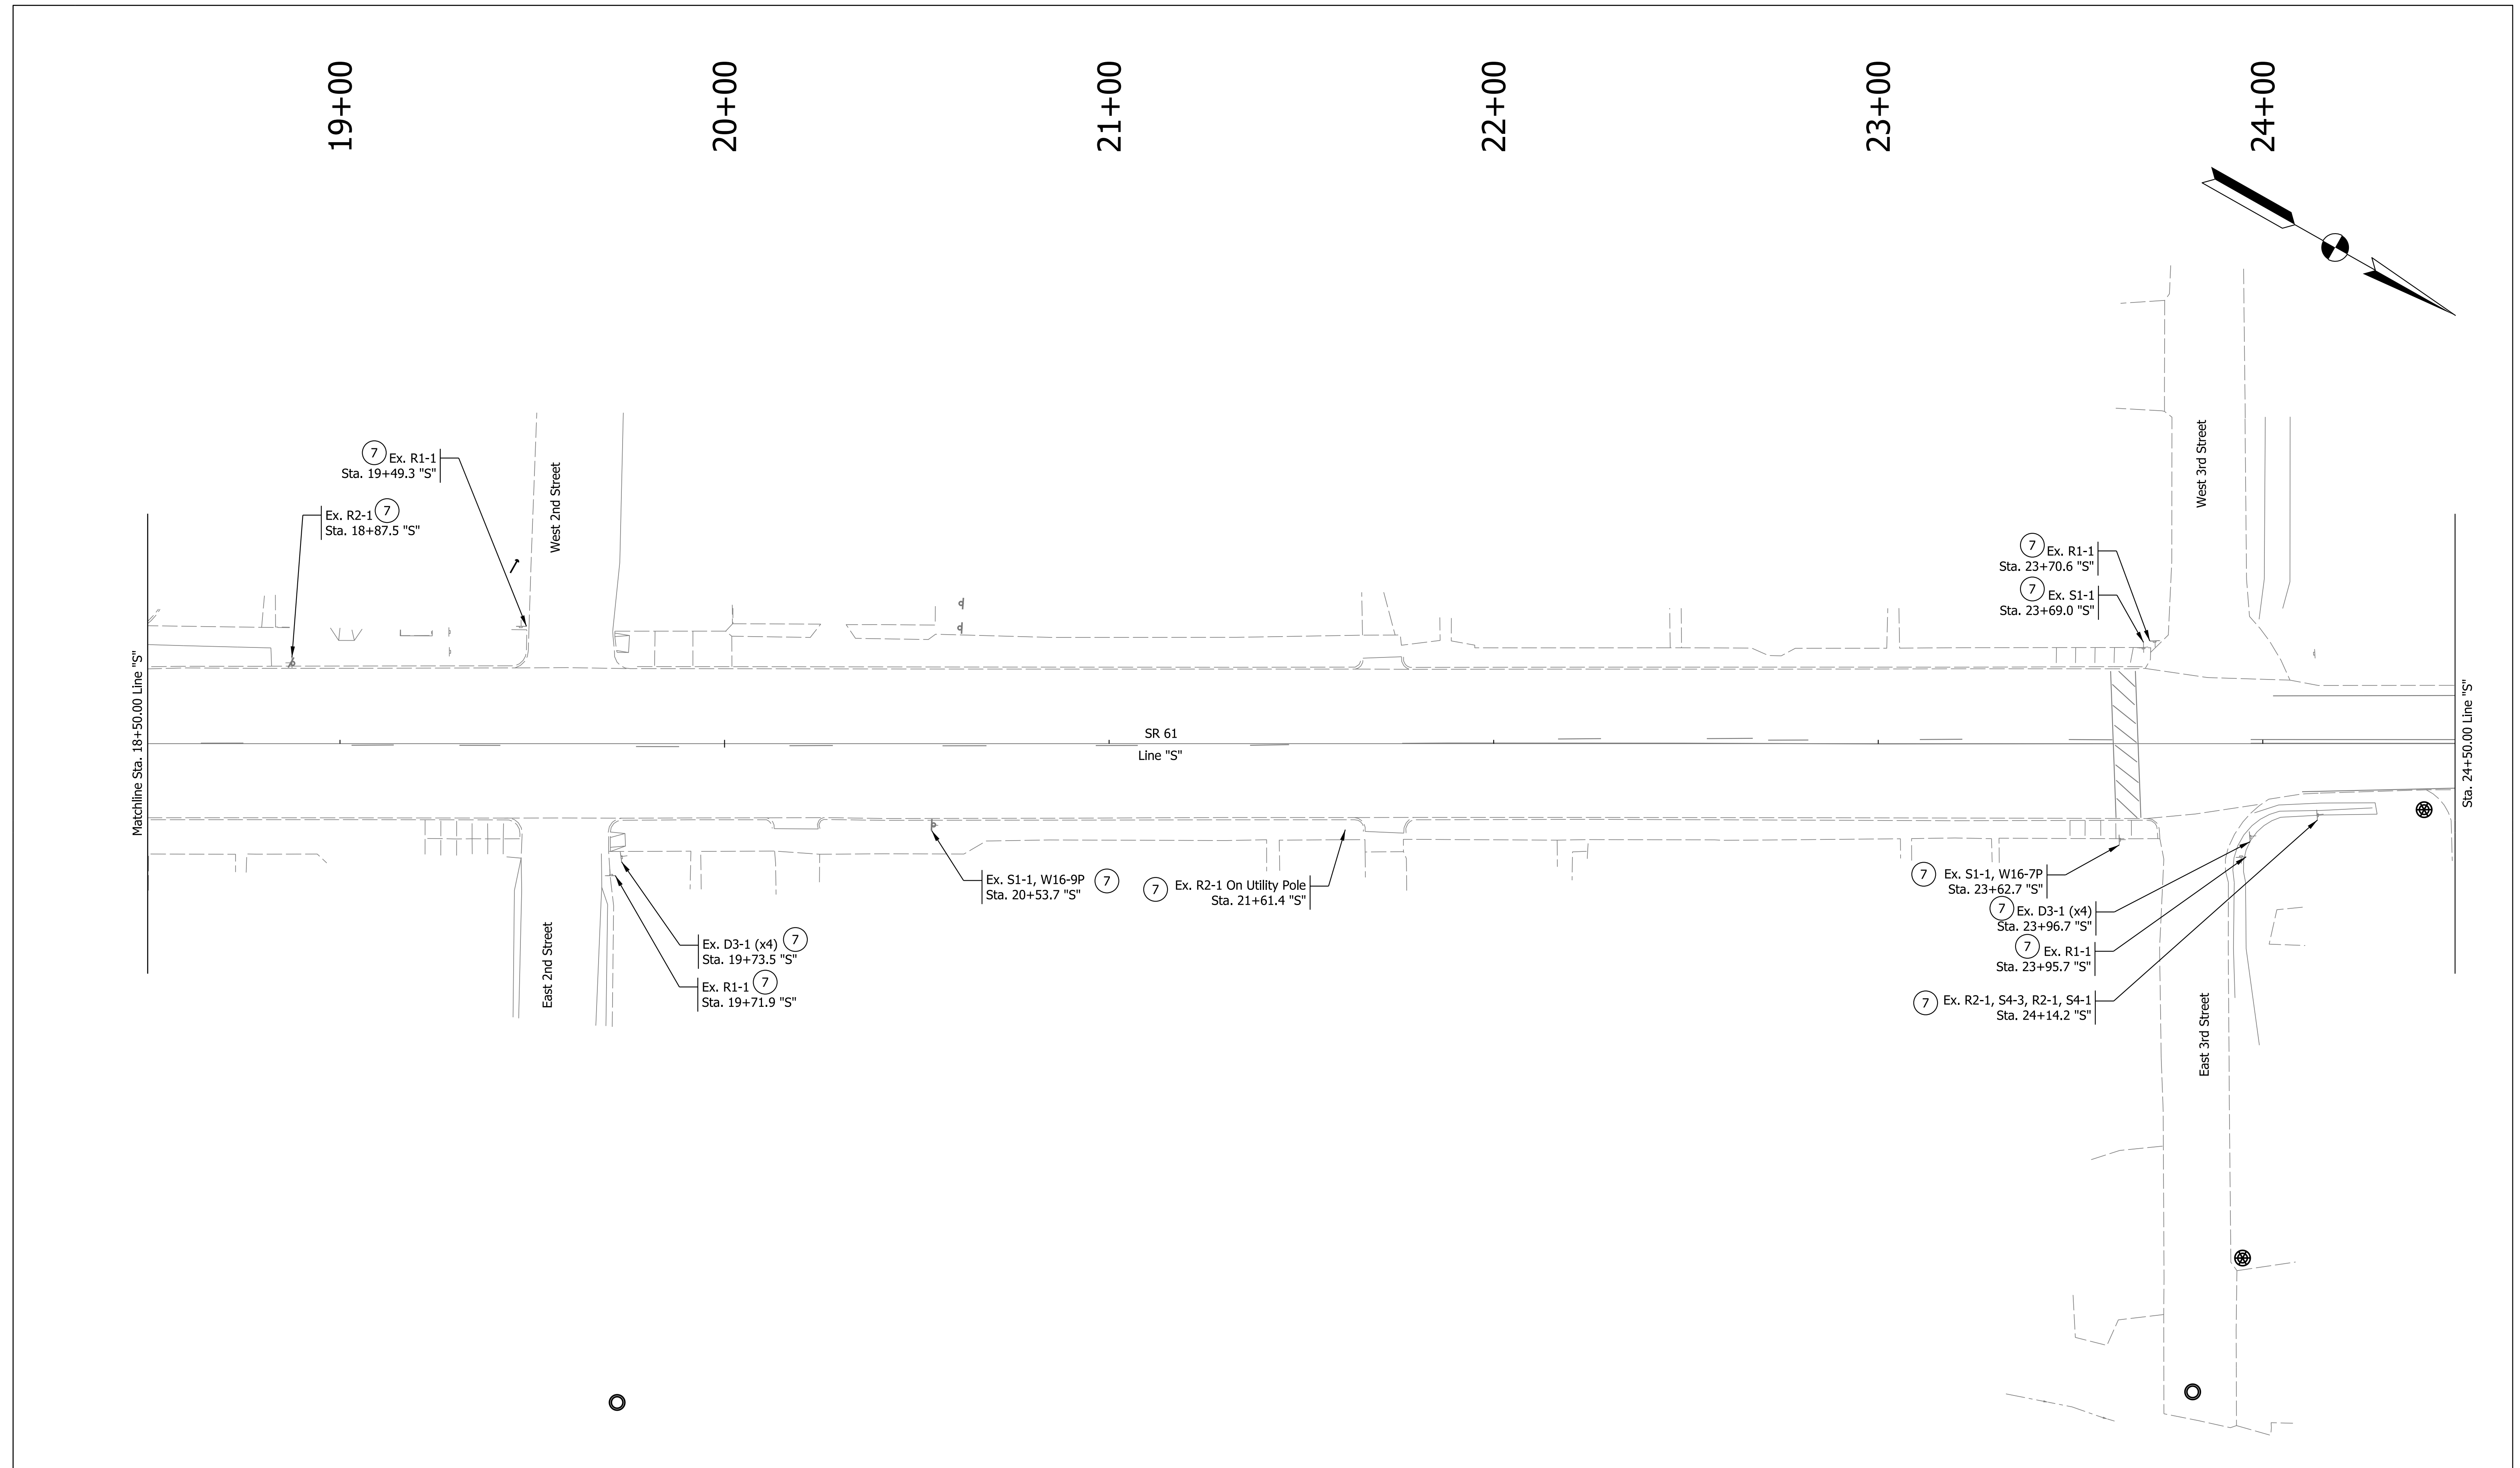 19+00
20+00
21+00
22+00
23+00
24+00
7 Ex. R1-1
Sta. 19+49.3 "S"
Ex. R2-1 7
Sta. 18+87.5 "S"
West 2nd Street
West 3rd Street
7 Ex. R1-1
Sta. 23+70.6 "S"
7 Ex. S1-1
Sta. 23+69.0 "S"
Matchline Sta. 18+50.00 Line "S"
SR 61
Line "S"
Sta. 24+50.00 Line "S"
Ex. S1-1, W16-9P 7
Sta. 20+53.7 "S"
7 Ex. R2-1 On Utility Pole
Sta. 21+61.4 "S"
7 Ex. S1-1, W16-7P
Sta. 23+62.7 "S"
7 Ex. D3-1 (x4)
Sta. 23+96.7 "S"
7 Ex. R1-1
Sta. 23+95.7 "S"
7 Ex. R2-1, S4-3, R2-1, S4-1
Sta. 24+14.2 "S"
Ex. D3-1 (x4) 7
Sta. 19+73.5 "S"
Ex. R1-1 7
Sta. 19+71.9 "S"
East 2nd Street
East 3rd Street